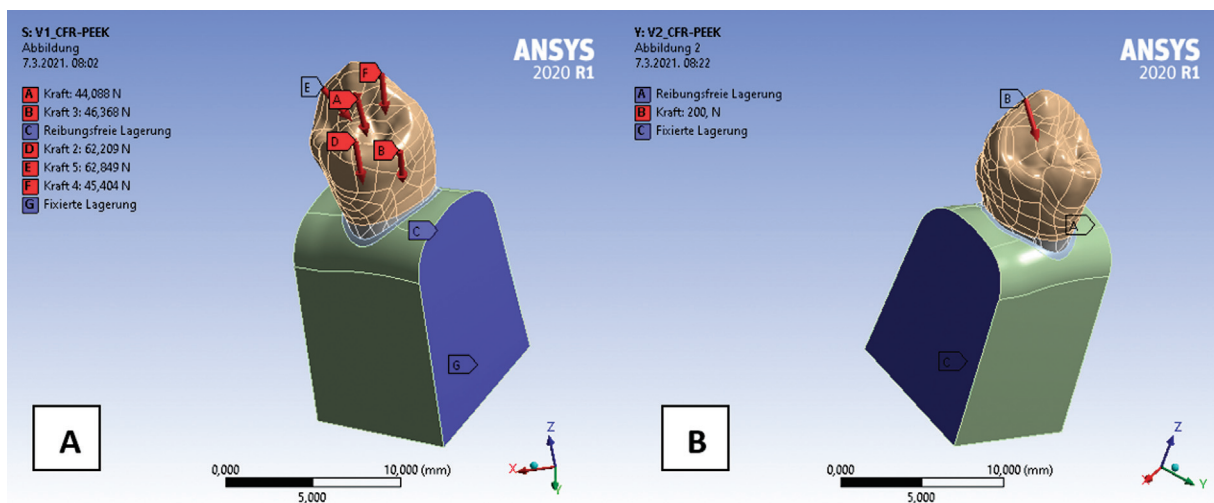 S: V1_CFR-PEEK
Abbildung
7.3.2021. 08:02
A Kraft: 44,088 N
B Kraft 3: 46,368 N
C Reibungsfreie Lagerung
D Kraft 2: 62,209 N
E Kraft 5: 62,849 N
F Kraft 4: 45,404 N
G Fixierte Lagerung
ANSYS
2020 R1
E
F
A
D
B
C
G
A
0,000
10,000 (mm)
5,000
Z
X
Y
Y: V2_CFR-PEEK
Abbildung 2
7.3.2021. 08:22
A Reibungsfreie Lagerung
B Kraft: 200, N
C Fixierte Lagerung
ANSYS
2020 R1
B
A
C
B
0,000
10,000 (mm)
5,000
Z
X
Y